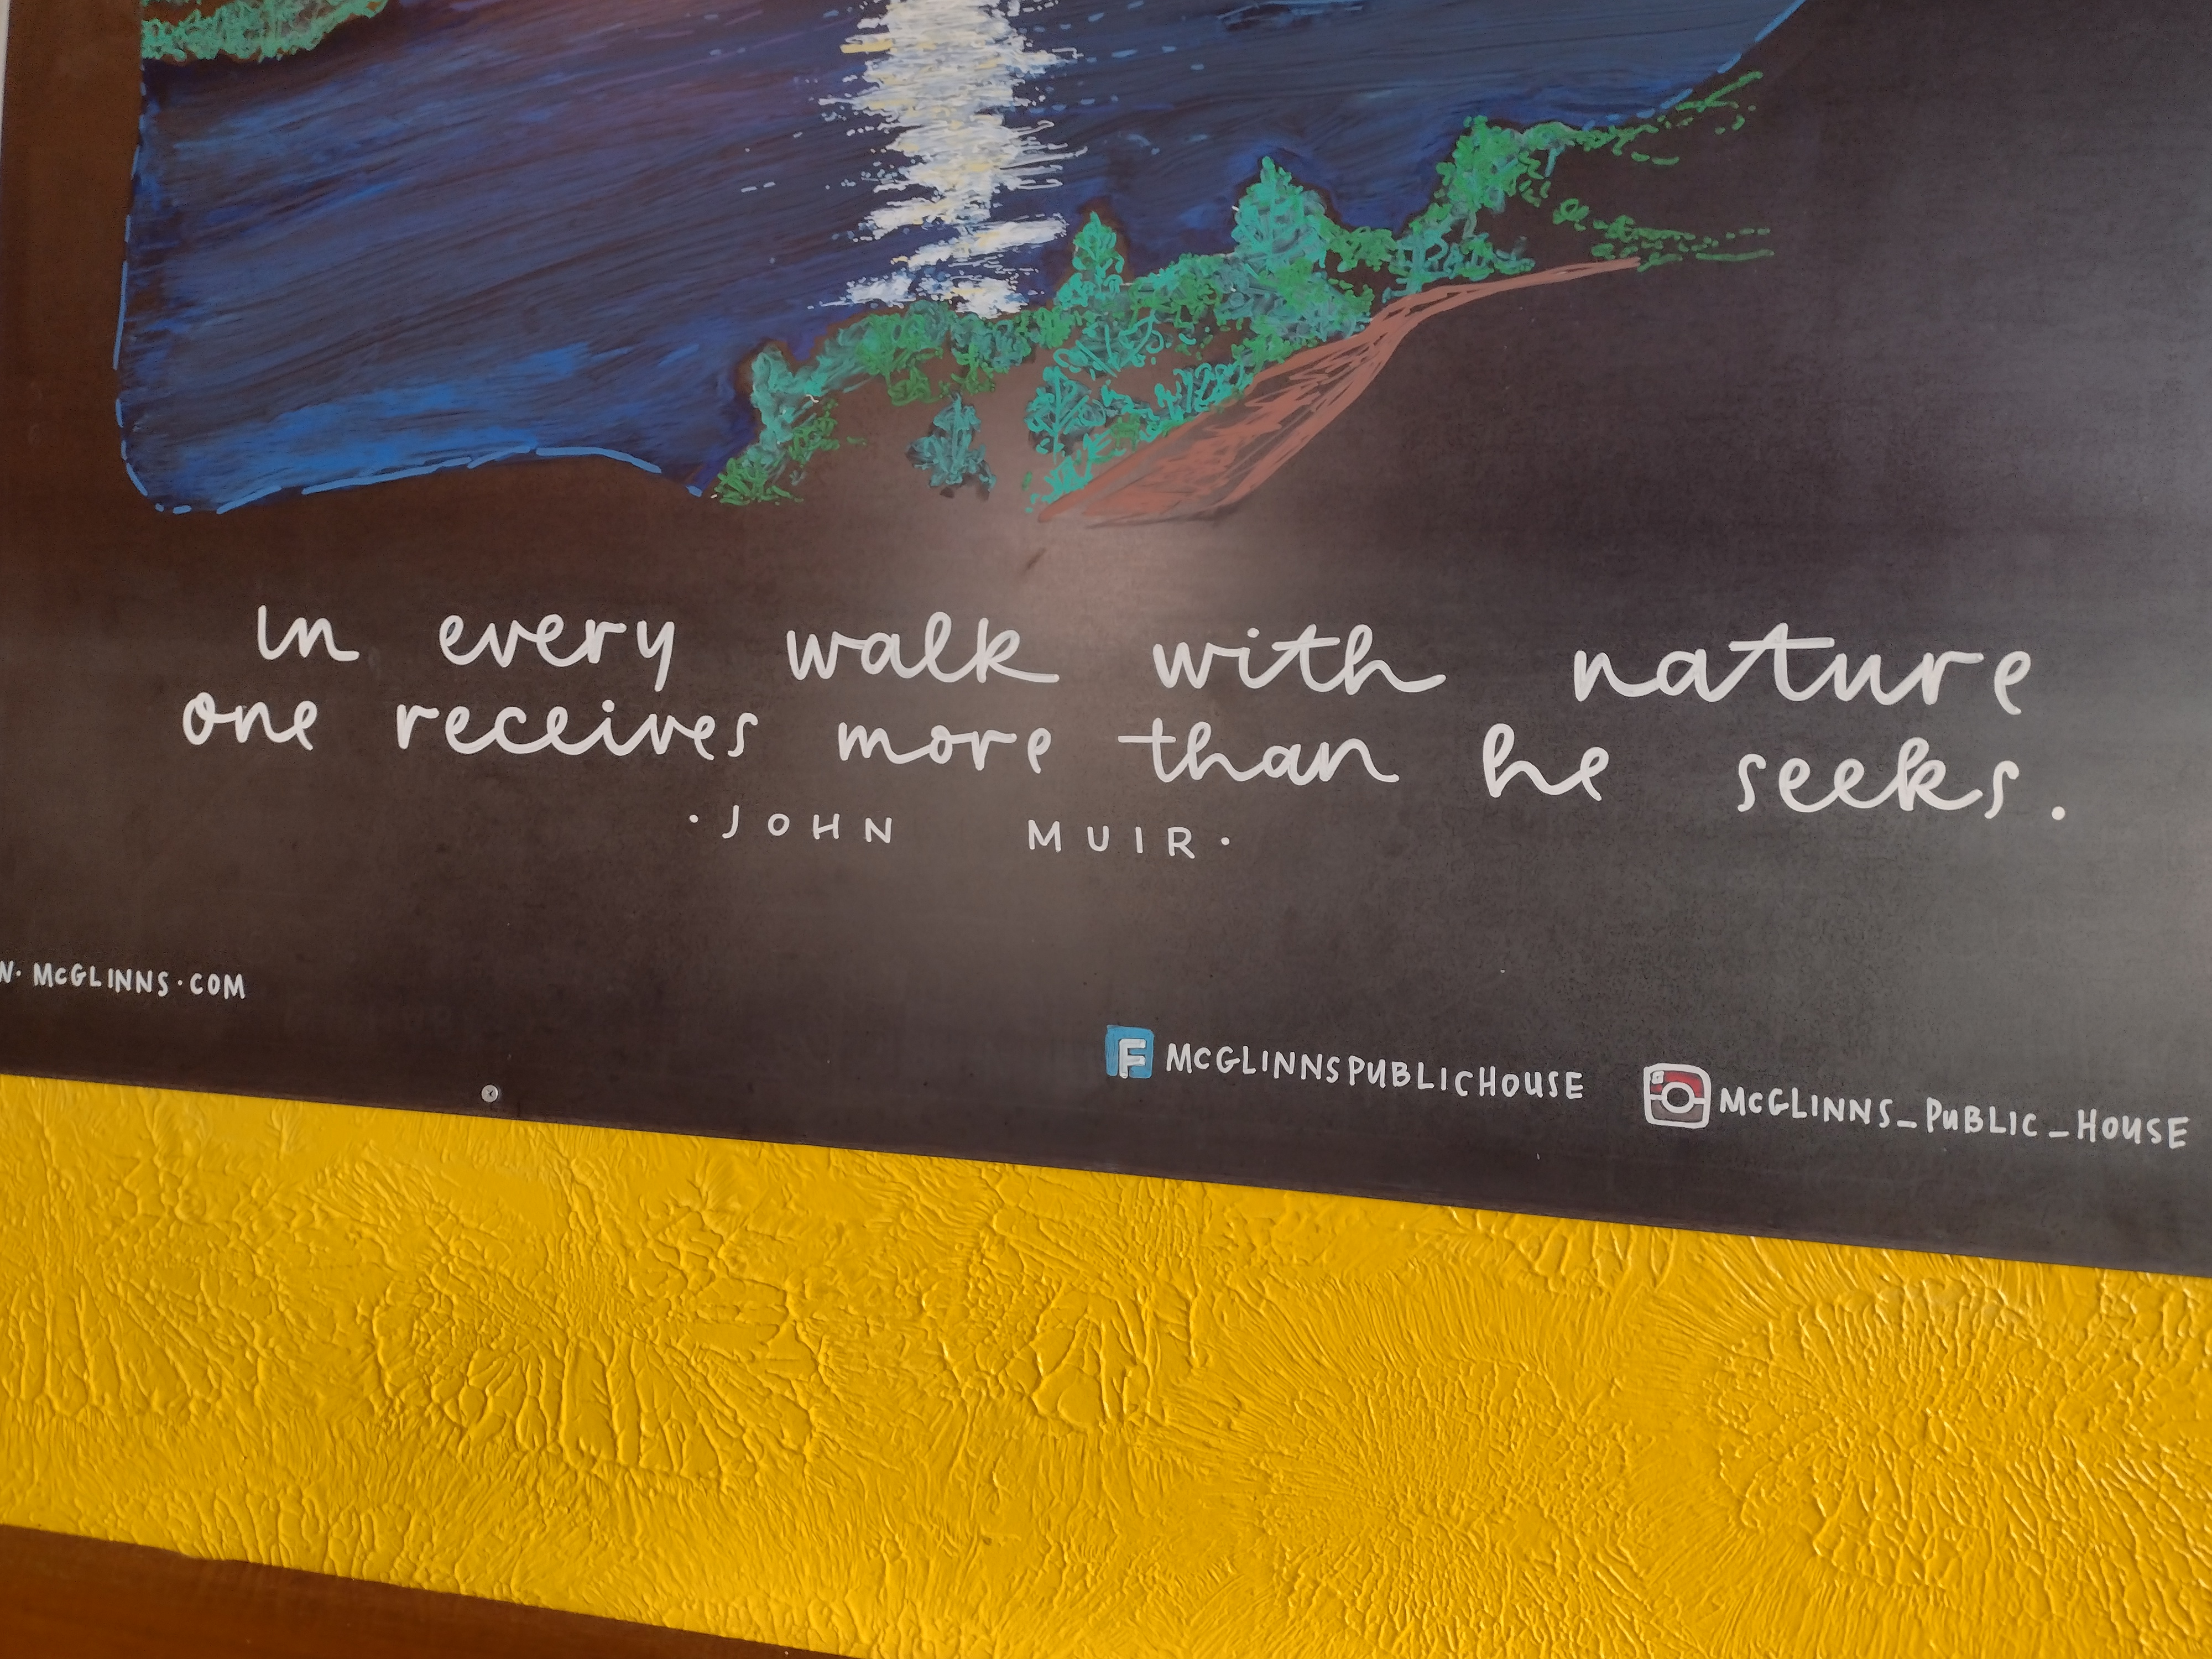 in every walk with nature
one receives more than he seeks.
·JOHN MUIR·
W·McGLINNS·COM
F MCGLINNSPUBLICHOUSE
McGLINNS_PUBLIC_HOUSE